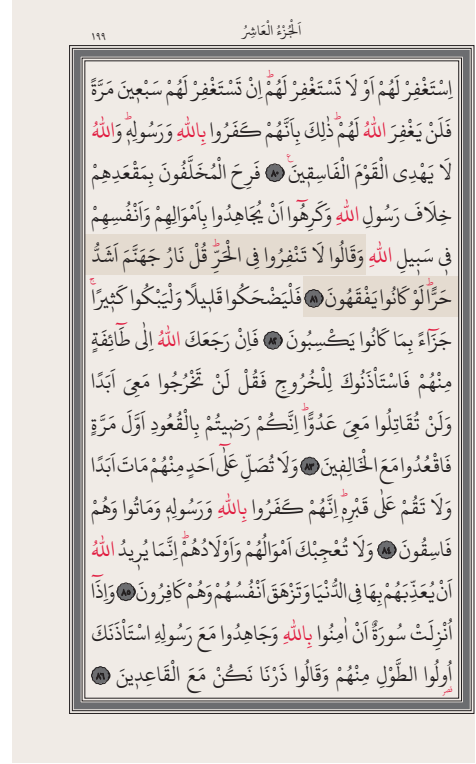 ١٩٩
اَلْجُزْءُ الْعَاشِرُ
اِسْتَغْفِرْ لَهُمْ اَوْ لَا تَسْتَغْفِرْ لَهُمْۜ اِنْ تَسْتَغْفِرْ لَهُمْ سَبْع۪ينَ مَرَّةً
فَلَنْ يَغْفِرَ اللّٰهُ لَهُمْۜ ذٰلِكَ بِاَنَّهُمْ كَفَرُوا بِاللّٰهِ وَرَسُولِه۪ۜ وَاللّٰهُ
لَا يَهْدِى الْقَوْمَ الْفَاسِق۪ينَ۟ ﴿٨٠﴾ فَرِحَ الْمُخَلَّفُونَ بِمَقْعَدِهِمْ
خِلَافَ رَسُولِ اللّٰهِ وَكَرِهُٓوا اَنْ يُجَاهِدُوا بِاَمْوَالِهِمْ وَاَنْفُسِهِمْ
ف۪ى سَب۪يلِ اللّٰهِ وَقَالُوا لَا تَنْفِرُوا فِى الْحَرِّۜ قُلْ نَارُ جَهَنَّمَ اَشَدُّ
حَرًّاۜ لَوْ كَانُوا يَفْقَهُونَ ﴿٨١﴾ فَلْيَضْحَكُوا قَل۪يلًا وَلْيَبْكُوا كَث۪يرًاۚ
جَزَٓاءً بِمَا كَانُوا يَكْسِبُونَ ﴿٨٢﴾ فَاِنْ رَجَعَكَ اللّٰهُ اِلٰى طَٓائِفَةٍ
مِنْهُمْ فَاسْتَاْذَنُوكَ لِلْخُرُوجِ فَقُلْ لَنْ تَخْرُجُوا مَعِىَ اَبَدًا
وَلَنْ تُقَاتِلُوا مَعِىَ عَدُوًّاۜ اِنَّكُمْ رَض۪يتُمْ بِالْقُعُودِ اَوَّلَ مَرَّةٍ
فَاقْعُدُوا مَعَ الْخَالِف۪ينَ ﴿٨٣﴾ وَلَا تُصَلِّ عَلٰٓى اَحَدٍ مِنْهُمْ مَاتَ اَبَدًا
وَلَا تَقُمْ عَلٰى قَبْرِه۪ۜ اِنَّهُمْ كَفَرُوا بِاللّٰهِ وَرَسُولِه۪ وَمَاتُوا وَهُمْ
فَاسِقُونَ ﴿٨٤﴾ وَلَا تُعْجِبْكَ اَمْوَالُهُمْ وَاَوْلَادُهُمْۜ اِنَّمَا يُر۪يدُ اللّٰهُ
اَنْ يُعَذِّبَهُمْ بِهَا فِى الدُّنْيَا وَتَزْهَقَ اَنْفُسُهُمْ وَهُمْ كَافِرُونَ ﴿٨٥﴾ وَاِذَٓا
اُنْزِلَتْ سُورَةٌ اَنْ اٰمِنُوا بِاللّٰهِ وَجَاهِدُوا مَعَ رَسُولِهِ اسْتَاْذَنَكَ
اُو۬لُوا الطَّوْلِ مِنْهُمْ وَقَالُوا ذَرْنَا نَكُنْ مَعَ الْقَاعِد۪ينَ ﴿٨٦﴾
قصر